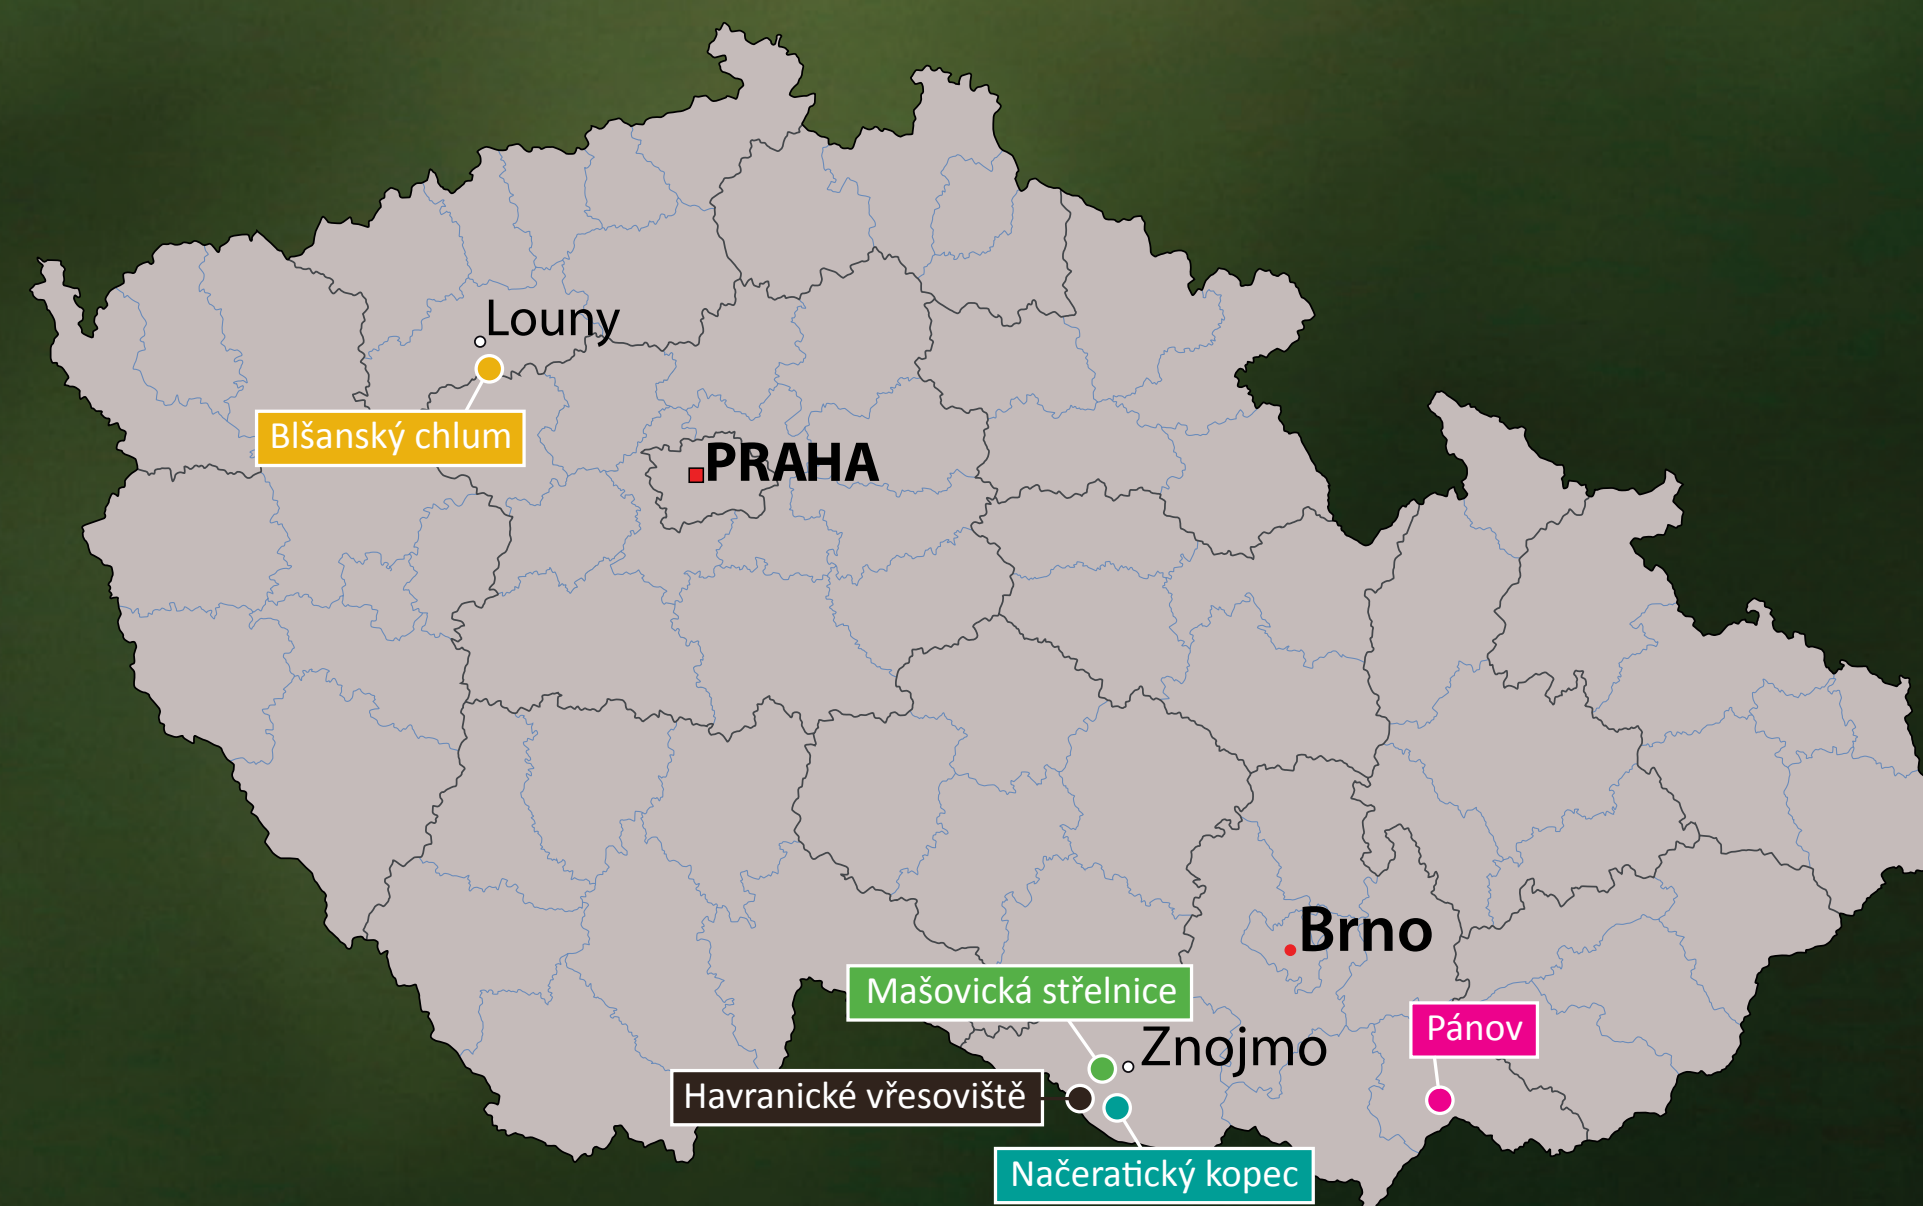 Louny
Blšanský chlum
PRAHA
Brno
Mašovická střelnice
Pánov
Znojmo
Havranické vřesoviště
Načeratický kopec